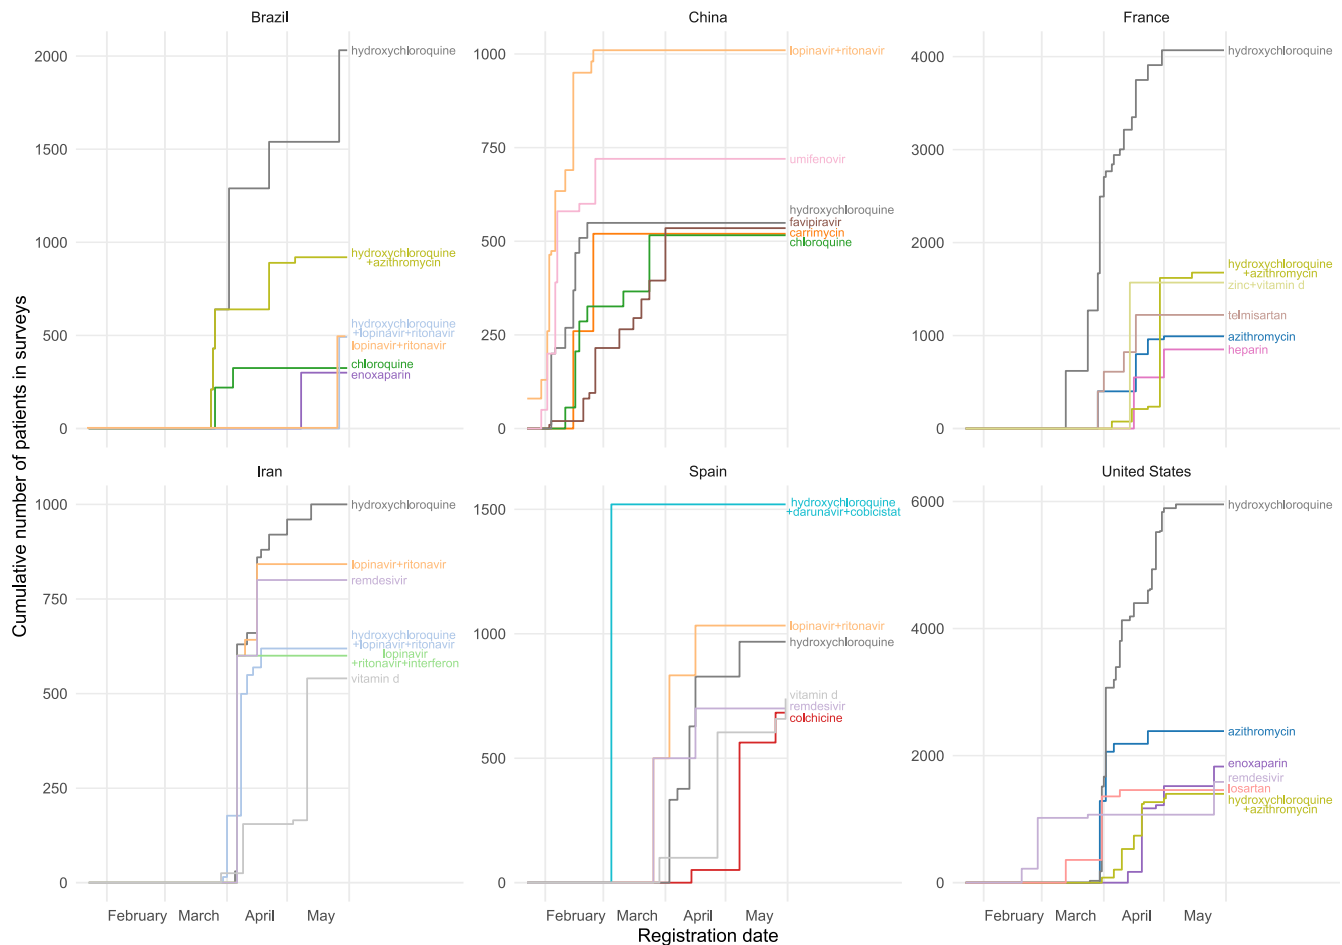 Brazil
China
France
2000
1500
1000
500
0
hydroxychloroquine
hydroxychloroquine
+azithromycin
hydroxychloroquine
+lopinavir+ritonavir
lopinavir+ritonavir
chloroquine
enoxaparin
1000
750
500
250
0
lopinavir+ritonavir
umifenovir
hydroxychloroquine
favipiravir
carrimycin
chloroquine
4000
3000
2000
1000
0
hydroxychloroquine
hydroxychloroquine
+azithromycin
zinc+vitamin d
telmisartan
azithromycin
heparin
Cumulative number of patients in surveys
Iran
Spain
United States
1000
750
500
250
0
hydroxychloroquine
lopinavir+ritonavir
remdesivir
hydroxychloroquine
+lopinavir+ritonavir
lopinavir
+ritonavir+interferon
vitamin d
1500
1000
500
0
hydroxychloroquine
+darunavir+cobicistat
lopinavir+ritonavir
hydroxychloroquine
vitamin d
remdesivir
colchicine
6000
4000
2000
0
hydroxychloroquine
azithromycin
enoxaparin
remdesivir
losartan
hydroxychloroquine
+azithromycin
February March April May
February March April May
February March April May
Registration date